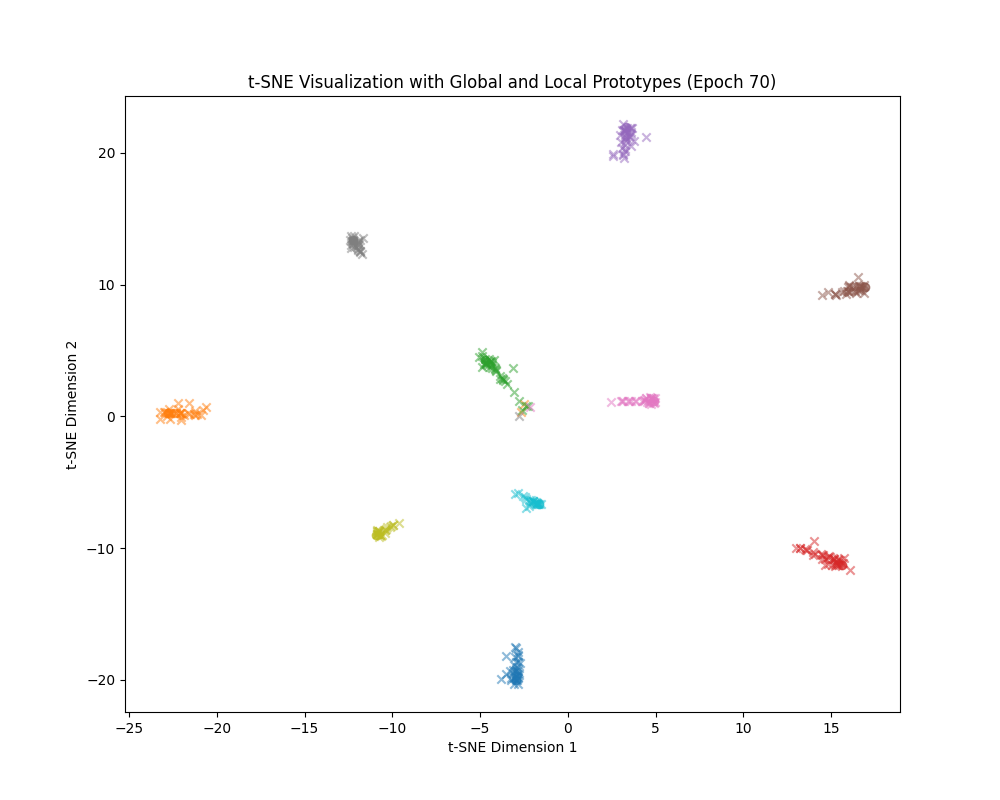 t-SNE Visualization with Global and Local Prototypes (Epoch 70)
20
10
0
−10
−20
t-SNE Dimension 2
−25 −20 −15 −10 −5 0 5 10 15
t-SNE Dimension 1